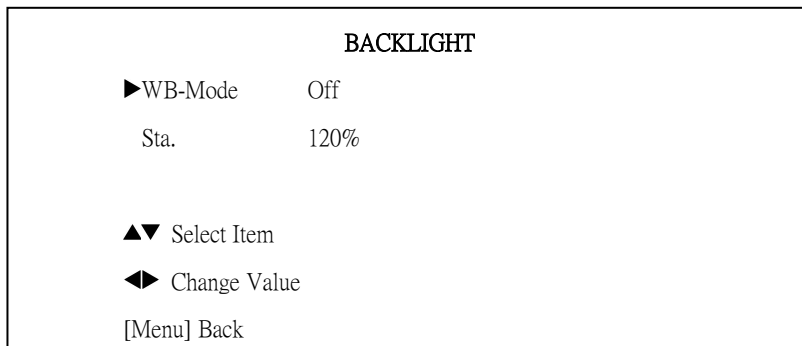 BACKLIGHT
▶WB-Mode Off
Sta. 120%
▲▼ Select Item
◀▶ Change Value
[Menu] Back